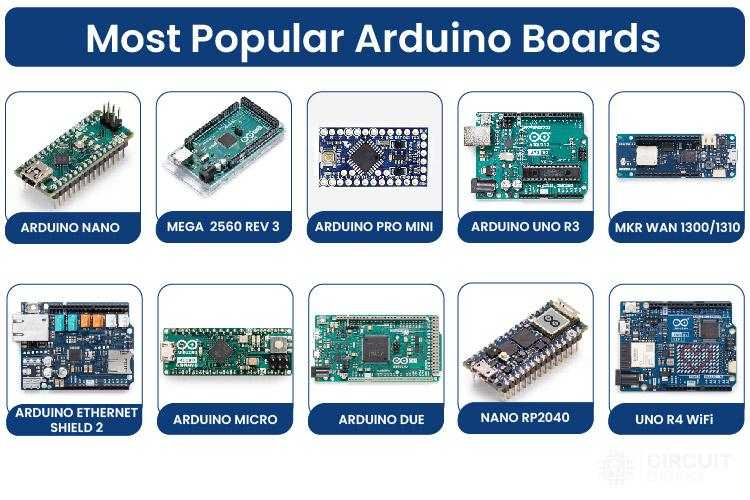 Most Popular Arduino Boards
ARDUINO NANO
MEGA 2560 REV 3
ARDUINO PRO MINI
ARDUINO UNO R3
MKR WAN 1300/1310
ARDUINO ETHERNET
SHIELD 2
ARDUINO MICRO
ARDUINO DUE
NANO RP2040
UNO R4 WiFi
CIRCUIT
DIGEST